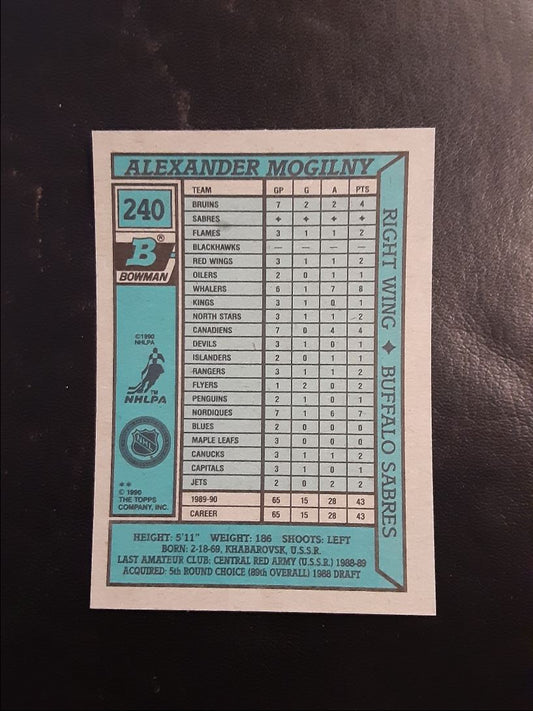 ALEXANDER MOGILNY
240
B®
BOWMAN
©1990
NHLPA
TM
NHLPA
NHL
**
© 1990
THE TOPPS
COMPANY, INC.
TEAM GP G A PTS
BRUINS 7 2 2 4
SABRES ✦ ✦ ✦ ✦
FLAMES 3 1 1 2
BLACKHAWKS — — — —
RED WINGS 3 1 1 2
OILERS 2 0 1 1
WHALERS 6 1 7 8
KINGS 3 1 0 1
NORTH STARS 3 1 1 2
CANADIENS 7 0 4 4
DEVILS 3 1 0 1
ISLANDERS 2 0 1 1
RANGERS 3 1 1 2
FLYERS 1 2 0 2
PENGUINS 2 1 0 1
NORDIQUES 7 1 6 7
BLUES 2 0 0 0
MAPLE LEAFS 3 0 0 0
CANUCKS 3 1 1 2
CAPITALS 3 1 0 1
JETS 2 0 2 2
1989-90 65 15 28 43
CAREER 65 15 28 43
RIGHT WING ✦ BUFFALO SABRES
HEIGHT: 5'11" WEIGHT: 186 SHOOTS: LEFT
BORN: 2-18-69, KHABAROVSK, U.S.S.R.
LAST AMATEUR CLUB: CENTRAL RED ARMY (U.S.S.R.) 1988-89
ACQUIRED: 5th ROUND CHOICE (89th OVERALL) 1988 DRAFT